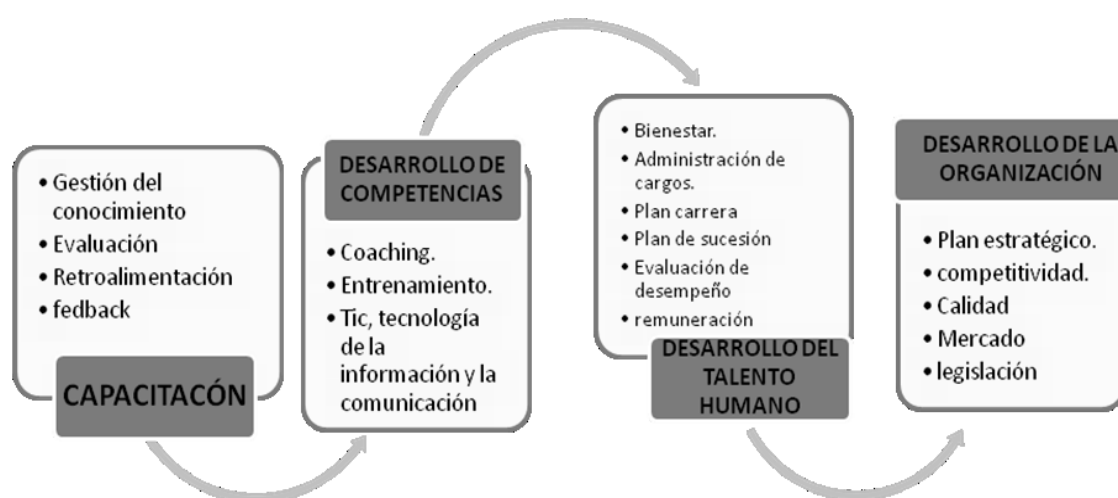 • Gestión del
conocimiento
• Evaluación
• Retroalimentación
• fedback
CAPACITACÓN
DESARROLLO DE
COMPETENCIAS
• Coaching.
• Entrenamiento.
• Tic, tecnología
de la
información y la
comunicación
• Bienestar.
• Administración de
cargos.
• Plan carrera
• Plan de sucesión
• Evaluación de
desempeño
• remuneración
DESARROLLO DEL
TALENTO
HUMANO
DESARROLLO DE LA
ORGANIZACIÓN
• Plan estratégico.
• competitividad.
• Calidad
• Mercado
• legislación